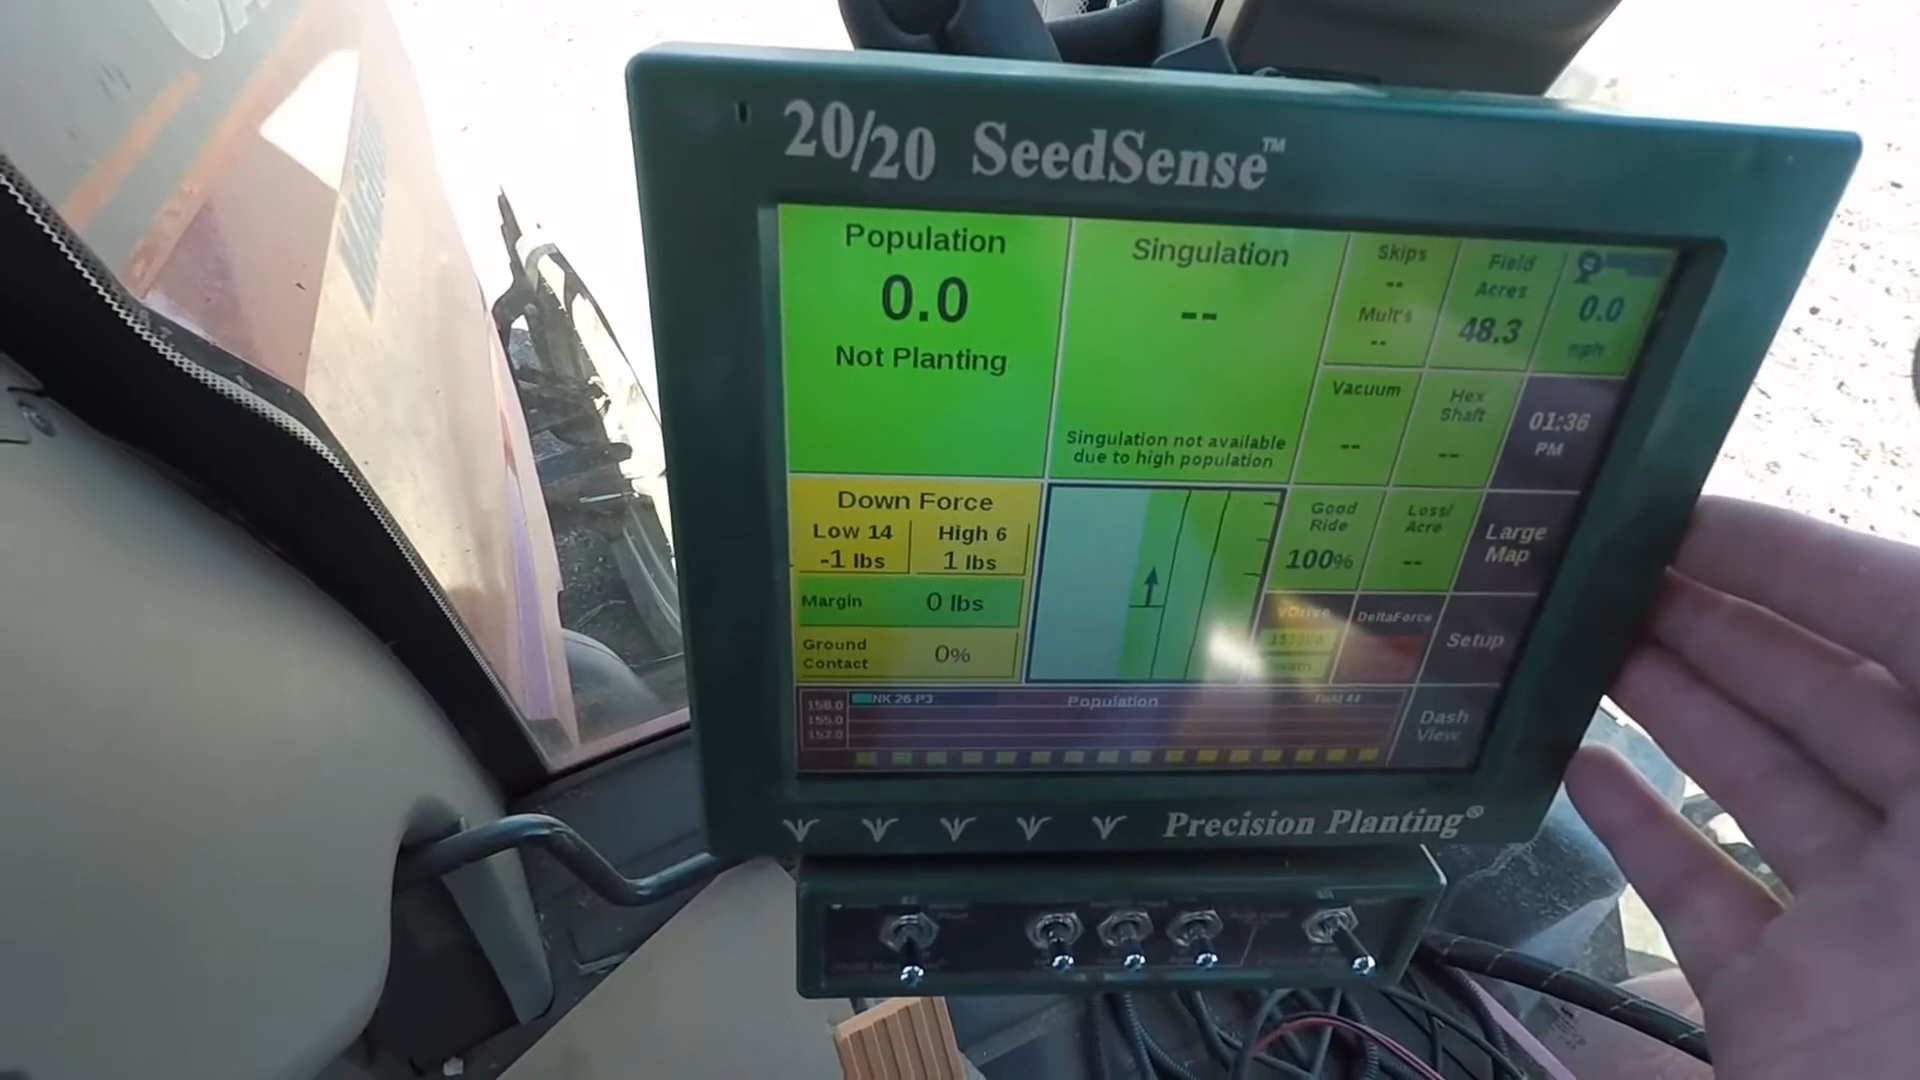 20/20 SeedSense™
Population
0.0
Not Planting
Singulation
--
Singulation not available
due to high population
Skips
--
Mult's
--
Field
Acres
48.3
0.0
mph
Vacuum
--
Hex
Shaft
--
01:36
PM
Down Force
Low 14
-1 lbs
High 6
1 lbs
Margin
0 lbs
Ground
Contact
0%
Good
Ride
100%
Loss/
Acre
--
Large
Map
vDrive
DeltaForce
Setup
NK 26-P3
Population
Field 44
158.0
155.0
152.0
Dash
View
Precision Planting®